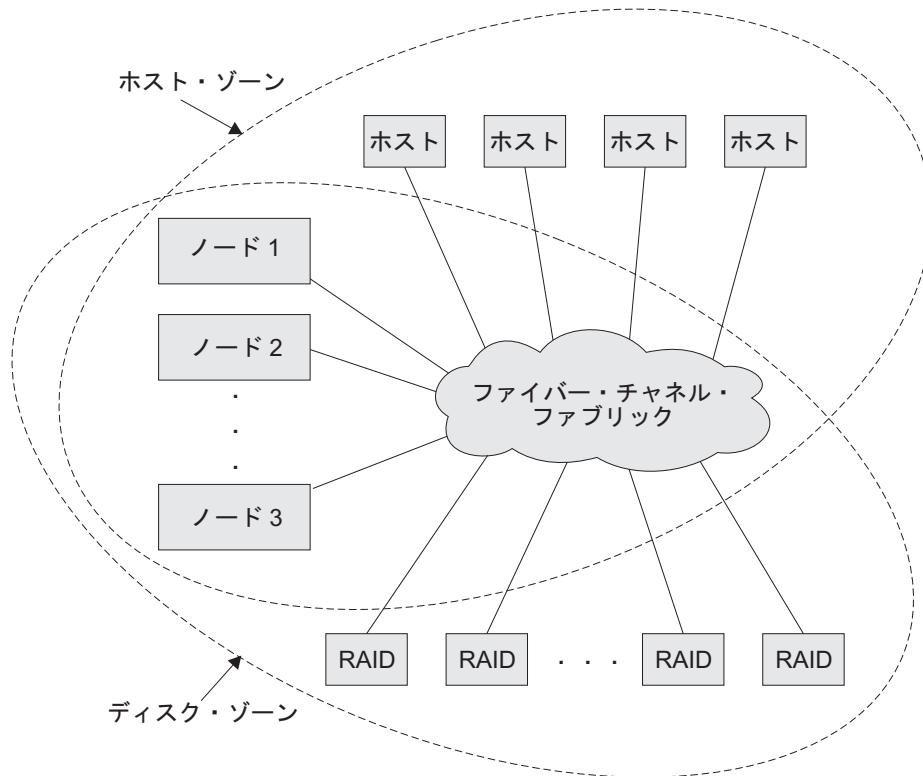 ホスト・ゾーン
ホスト
ホスト
ホスト
ホスト
ノード 1
ノード 2
・
・
・
ノード 3
ファイバー・チャネル・
ファブリック
RAID
RAID
・ ・ ・
RAID
RAID
ディスク・ゾーン